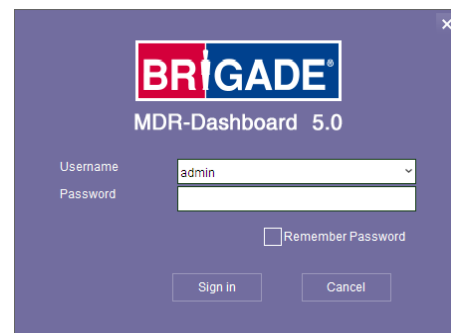 BRIGADE®
MDR-Dashboard 5.0
Username admin
Password
Remember Password
Sign in Cancel